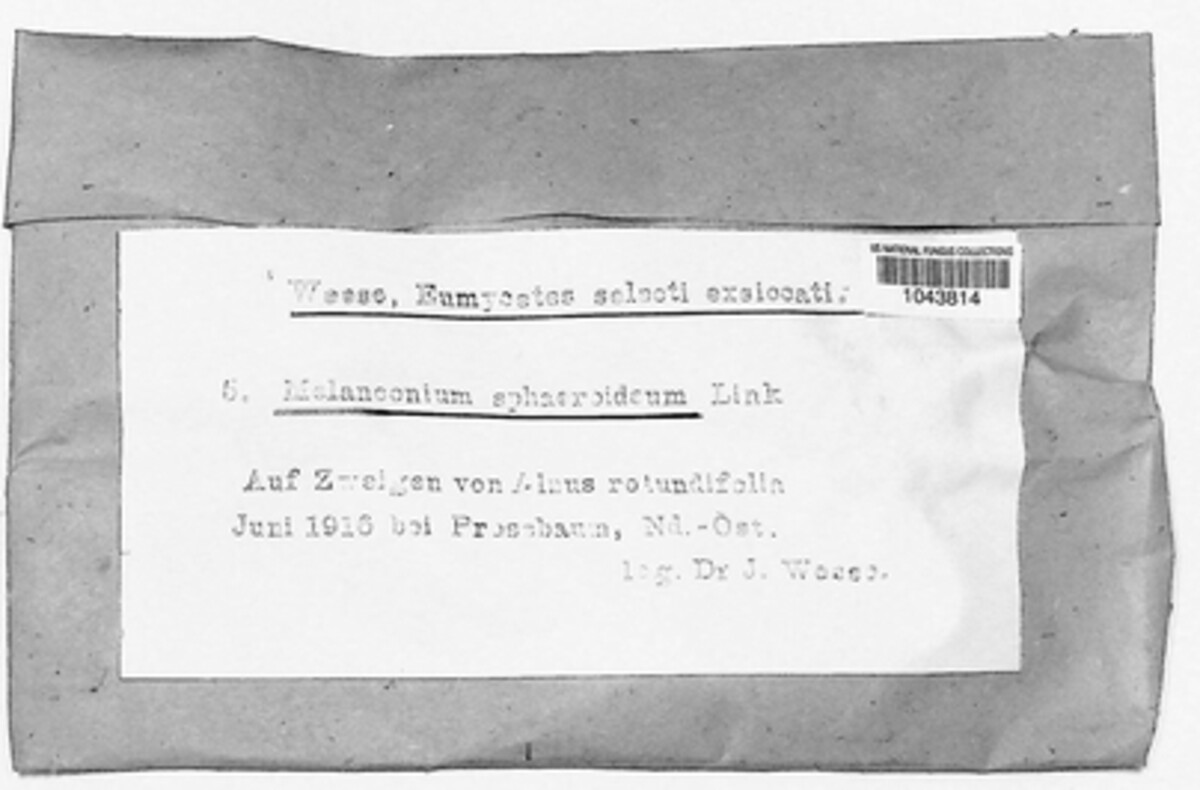 US NATIONAL FUNGUS COLLECTIONS
1043814
Weese, Eumycetes selecti exsiccati.
5. Melanconium sphaeroideum Link
Auf Zweigen von Alnus rotundifolia
Juni 1916 bei Pressbaum, Nd.-Öst.
leg. Dr J. Weese.